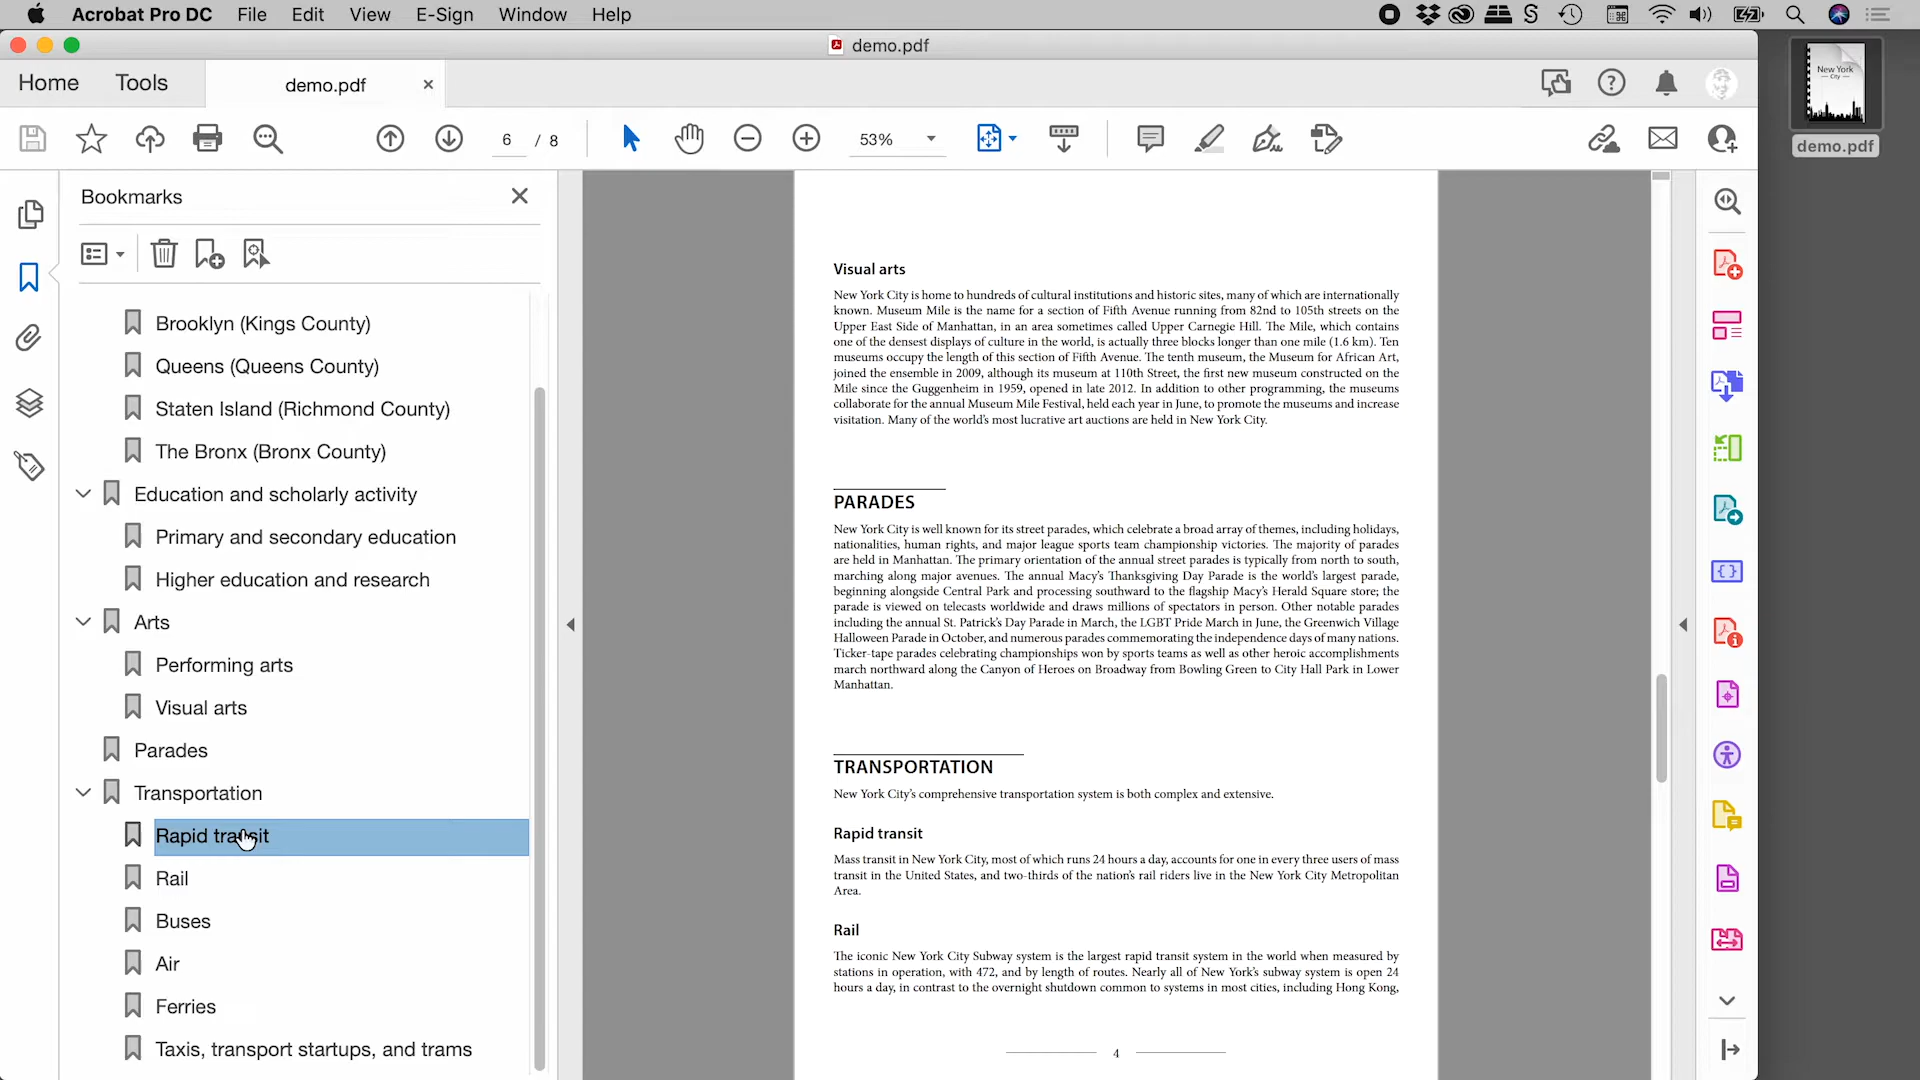 Acrobat Pro DC File Edit View E-Sign Window Help
demo.pdf
Home Tools demo.pdf
6 / 8 53%
Bookmarks
Brooklyn (Kings County)
Queens (Queens County)
Staten Island (Richmond County)
The Bronx (Bronx County)
Education and scholarly activity
Primary and secondary education
Higher education and research
Arts
Performing arts
Visual arts
Parades
Transportation
Rapid transit
Rail
Buses
Air
Ferries
Taxis, transport startups, and trams
Visual arts
New York City is home to hundreds of cultural institutions and historic sites, many of which are internationally
known. Museum Mile is the name for a section of Fifth Avenue running from 82nd to 105th streets on the
Upper East Side of Manhattan, in an area sometimes called Upper Carnegie Hill. The Mile, which contains
one of the densest displays of culture in the world, is actually three blocks longer than one mile (1.6 km). Ten
museums occupy the length of this section of Fifth Avenue. The tenth museum, the Museum for African Art,
joined the ensemble in 2009, although its museum at 110th Street, the first new museum constructed on the
Mile since the Guggenheim in 1959, opened in late 2012. In addition to other programming, the museums
collaborate for the annual Museum Mile Festival, held each year in June, to promote the museums and increase
visitation. Many of the world's most lucrative art auctions are held in New York City.
PARADES
New York City is well known for its street parades, which celebrate a broad array of themes, including holidays,
nationalities, human rights, and major league sports team championship victories. The majority of parades
are held in Manhattan. The primary orientation of the annual street parades is typically from north to south,
marching along major avenues. The annual Macy's Thanksgiving Day Parade is the world's largest parade,
beginning alongside Central Park and processing southward to the flagship Macy's Herald Square store; the
parade is viewed on telecasts worldwide and draws millions of spectators in person. Other notable parades
including the annual St. Patrick's Day Parade in March, the LGBT Pride March in June, the Greenwich Village
Halloween Parade in October, and numerous parades commemorating the independence days of many nations.
Ticker-tape parades celebrating championships won by sports teams as well as other heroic accomplishments
march northward along the Canyon of Heroes on Broadway from Bowling Green to City Hall Park in Lower
Manhattan.
TRANSPORTATION
New York City's comprehensive transportation system is both complex and extensive.
Rapid transit
Mass transit in New York City, most of which runs 24 hours a day, accounts for one in every three users of mass
transit in the United States, and two-thirds of the nation's rail riders live in the New York City Metropolitan
Area.
Rail
The iconic New York City Subway system is the largest rapid transit system in the world when measured by
stations in operation, with 472, and by length of routes. Nearly all of New York's subway system is open 24
hours a day, in contrast to the overnight shutdown common to systems in most cities, including Hong Kong,
4
New York
City
demo.pdf